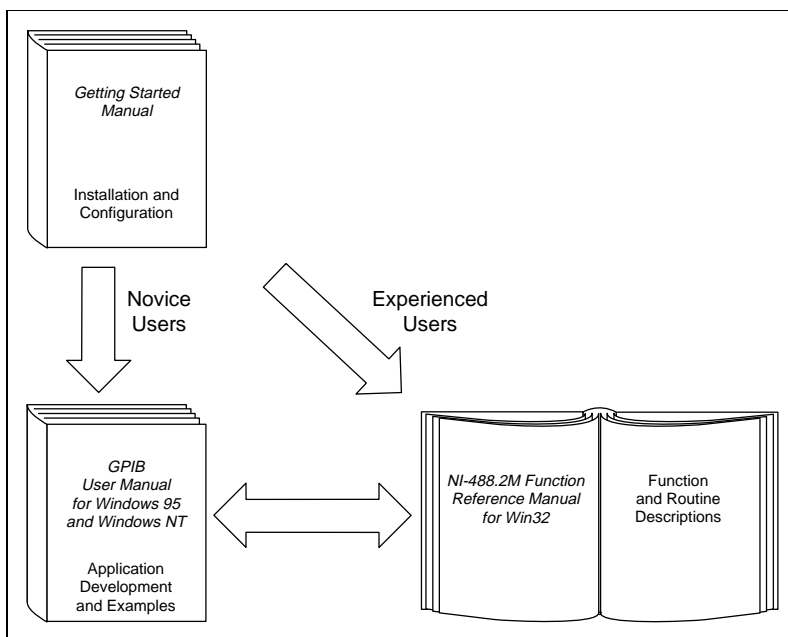 Getting Started
Manual
Installation and
Configuration
Novice
Users
Experienced
Users
GPIB
User Manual
for Windows 95
and Windows NT
Application
Development
and Examples
NI-488.2M Function
Reference Manual
for Win32
Function
and Routine
Descriptions